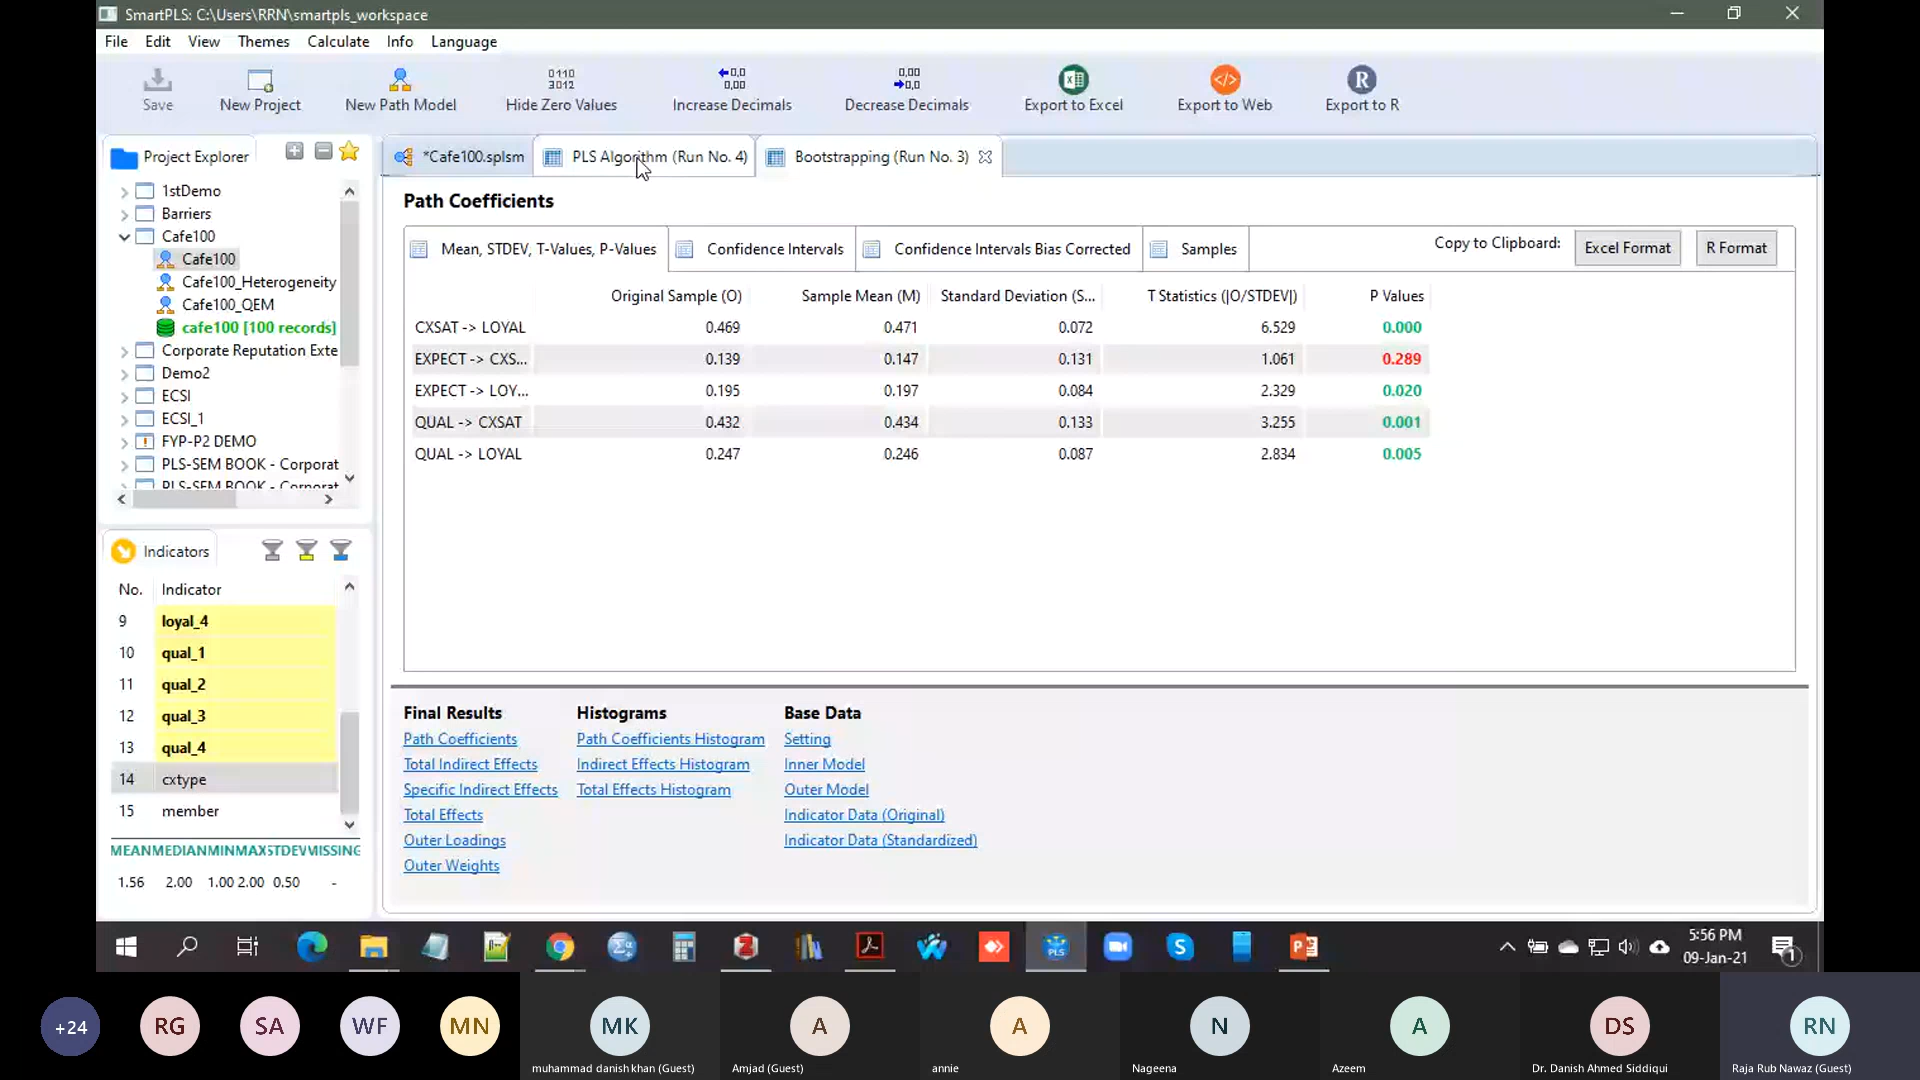 SmartPLS: C:\Users\RRN\smartpls_workspace
File Edit View Themes Calculate Info Language
Save New Project New Path Model Hide Zero Values Increase Decimals Decrease Decimals Export to Excel Export to Web Export to R
Project Explorer
1stDemo
Barriers
Cafe100
Cafe100
Cafe100_Heterogeneity
Cafe100_QEM
cafe100 [100 records]
Corporate Reputation Exte
Demo2
ECSI
ECSI_1
FYP-P2 DEMO
PLS-SEM BOOK - Corporat
PLS-SEM BOOK - Corporat
Indicators
No. Indicator
9 loyal_4
10 qual_1
11 qual_2
12 qual_3
13 qual_4
14 cxtype
15 member
MEAN MEDIAN MIN MAX STDEV MISSING
1.56 2.00 1.00 2.00 0.50 -
*Cafe100.splsm PLS Algorithm (Run No. 4) Bootstrapping (Run No. 3)
Path Coefficients
Mean, STDEV, T-Values, P-Values Confidence Intervals Confidence Intervals Bias Corrected Samples Copy to Clipboard: Excel Format R Format
Original Sample (O) Sample Mean (M) Standard Deviation (S... T Statistics (|O/STDEV|) P Values
CXSAT -> LOYAL 0.469 0.471 0.072 6.529 0.000
EXPECT -> CXS... 0.139 0.147 0.131 1.061 0.289
EXPECT -> LOY... 0.195 0.197 0.084 2.329 0.020
QUAL -> CXSAT 0.432 0.434 0.133 3.255 0.001
QUAL -> LOYAL 0.247 0.246 0.087 2.834 0.005
Final Results Histograms Base Data
Path Coefficients Path Coefficients Histogram Setting
Total Indirect Effects Indirect Effects Histogram Inner Model
Specific Indirect Effects Total Effects Histogram Outer Model
Total Effects Indicator Data (Original)
Outer Loadings Indicator Data (Standardized)
Outer Weights
5:56 PM
09-Jan-21
1
+24 RG SA WF MN MK A A N A DS RN
muhammad danish khan (Guest) Amjad (Guest) annie Nageena Azeem Dr. Danish Ahmed Siddiqui Raja Rub Nawaz (Guest)